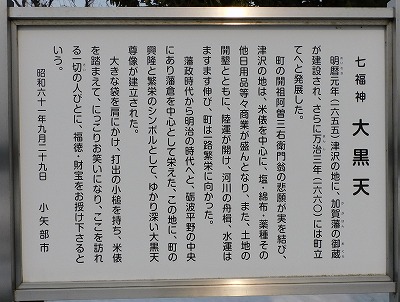 七福神 大黒天
明暦元年(一六五五)津沢の地に、加賀藩の御蔵
が建設され、さらに万治三年(一六六〇)には町立
てへと発展した。
町の開祖阿曽三右衛門翁の悲願が実を結び、
津沢の地は、米俵を中心に、塩・綿布・薬種その
他日用品等々商業が盛んとなり、また、土地の
開墾とともに、陸運が開け、河川の舟楫、水運は
ますます伸び、町は一路繁栄に向かった。
藩政時代から明治の時代へと、砺波平野の中央
にあり藩倉を中心として栄えた、この地に、町の
興隆と繁栄のシンボルとして、ゆかり深い大黒天
尊像が建立された。
大きな袋を肩にかけ、打出の小槌を持ち、米俵
を踏まえて、にっこりお笑いになり、ここを訪れ
る一切の人びとに、福徳・財宝をお授け下さると
いう。
昭和六十二年九月二十九日 小矢部市